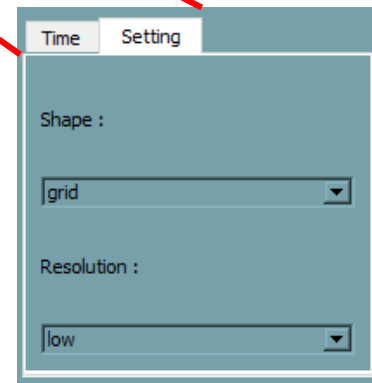 Time Setting
Shape :
grid
Resolution :
low